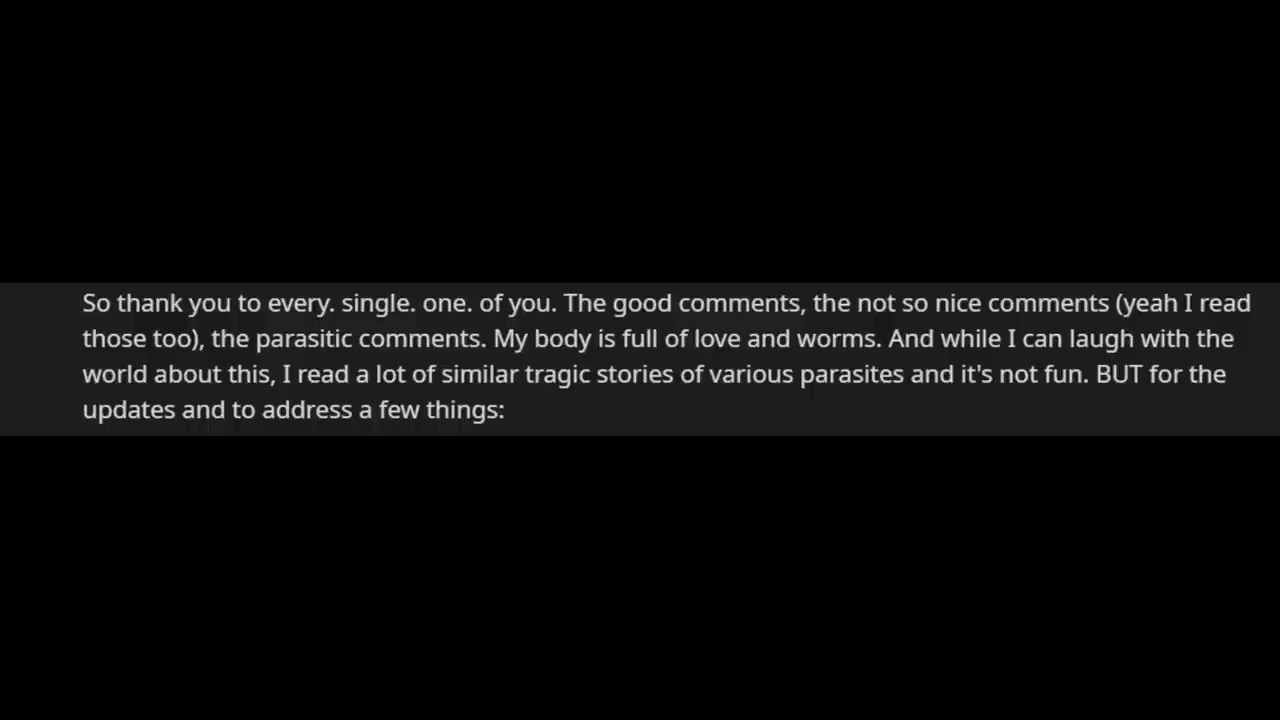 So thank you to every. single. one. of you. The good comments, the not so nice comments (yeah I read
those too), the parasitic comments. My body is full of love and worms. And while I can laugh with the
world about this, I read a lot of similar tragic stories of various parasites and it's not fun. BUT for the
updates and to address a few things: